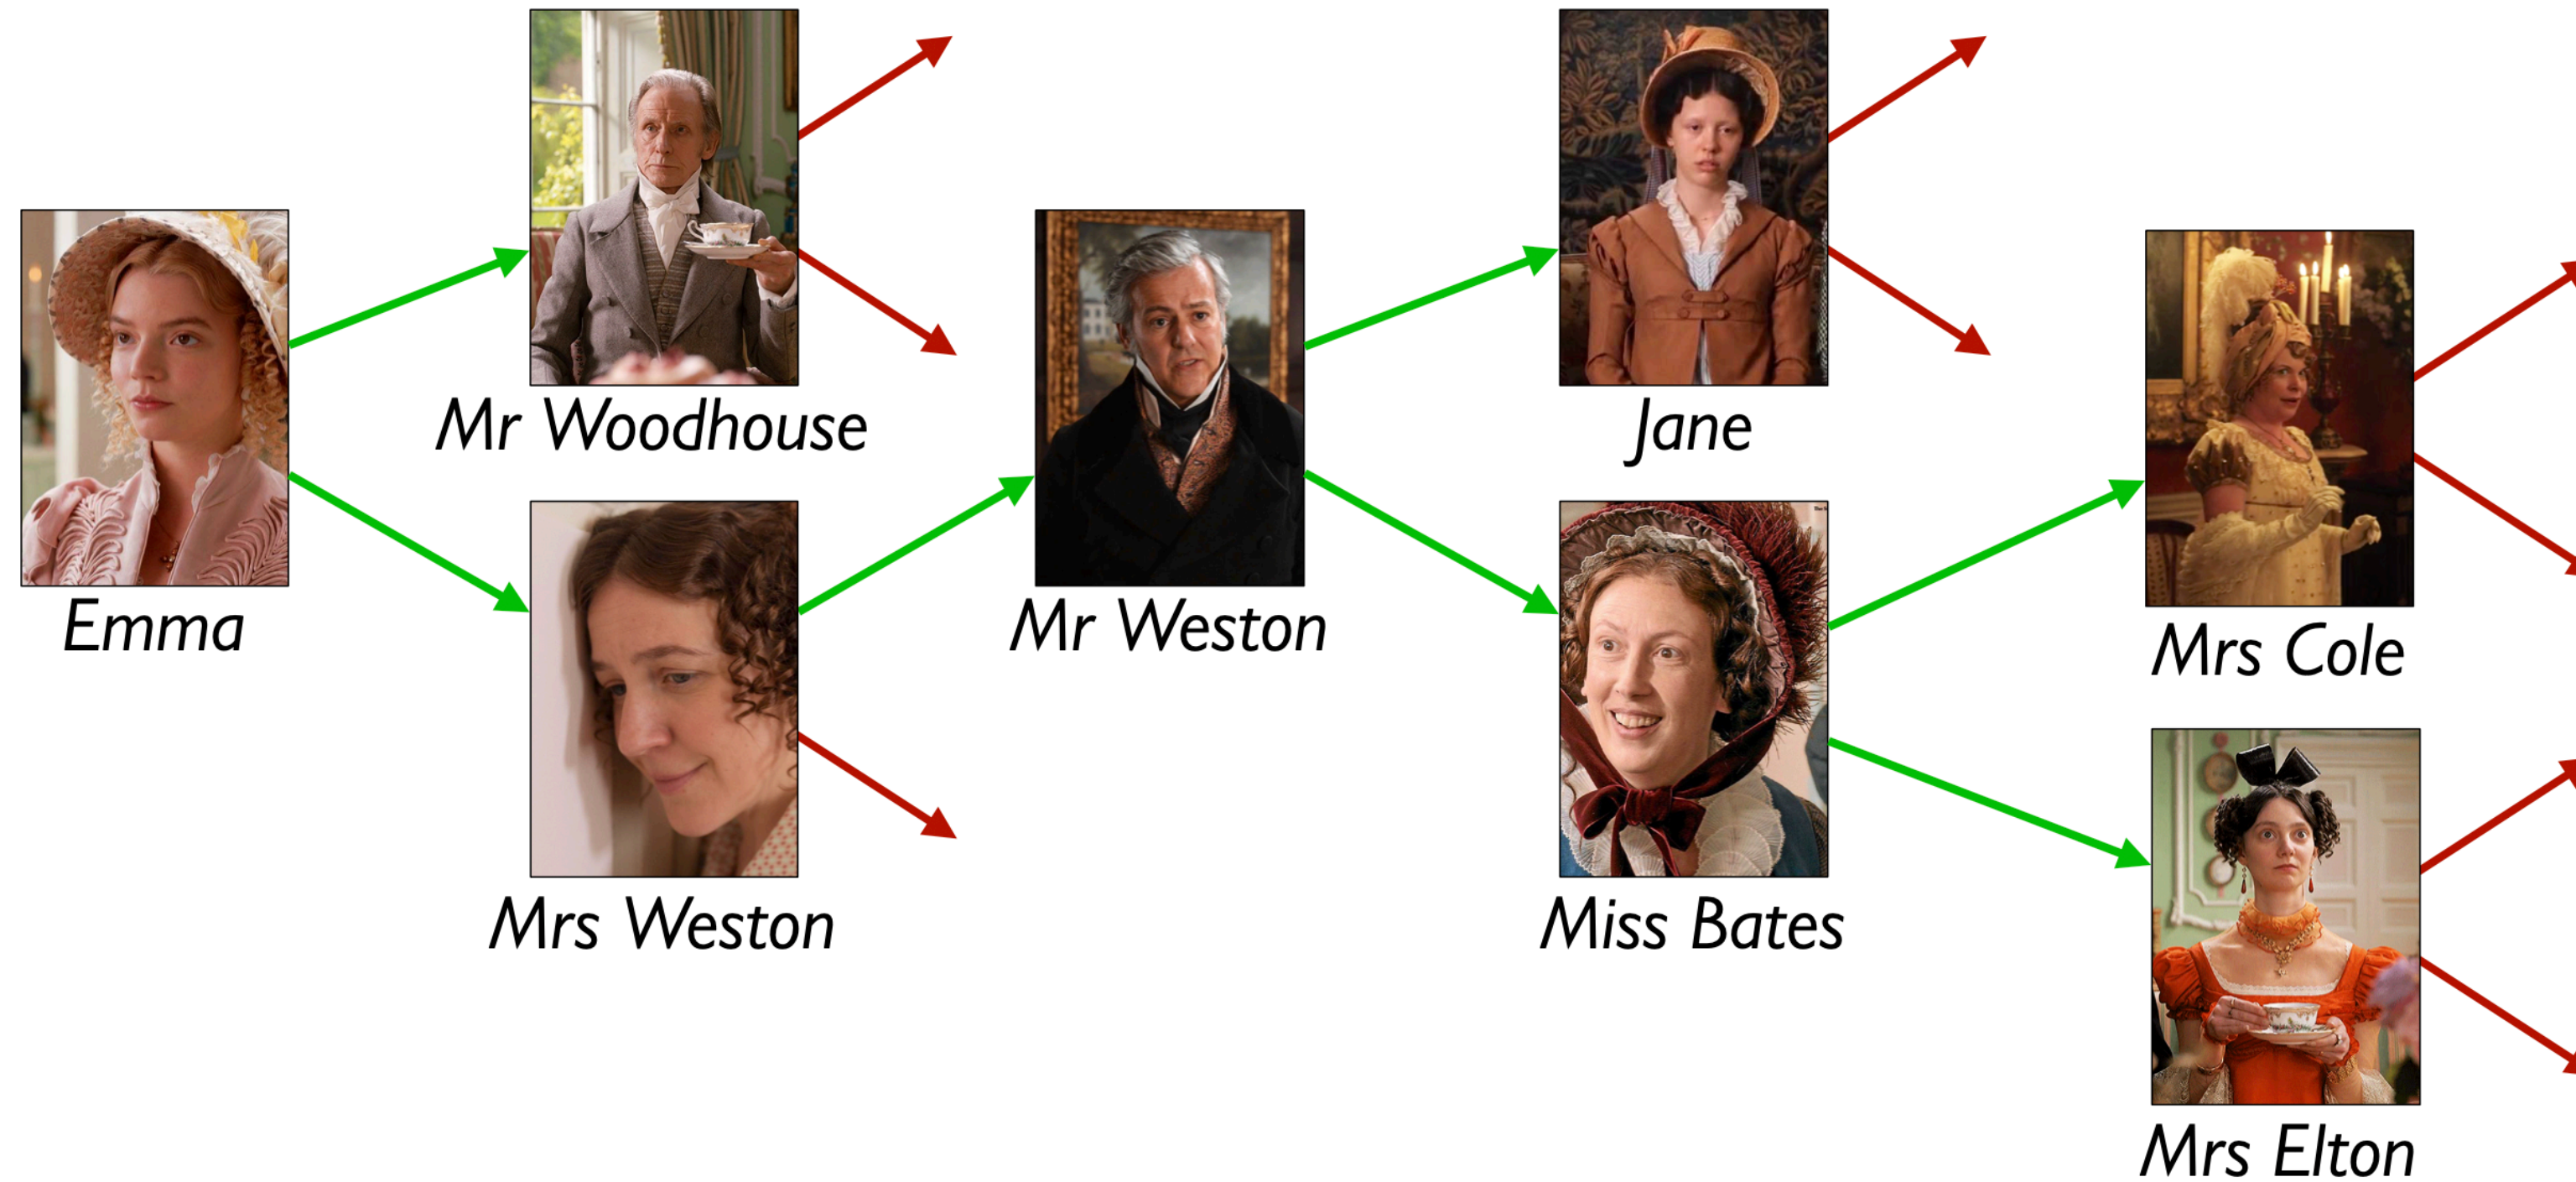 Emma
Mr Woodhouse
Mrs Weston
Mr Weston
Jane
Miss Bates
Mrs Cole
Mrs Elton